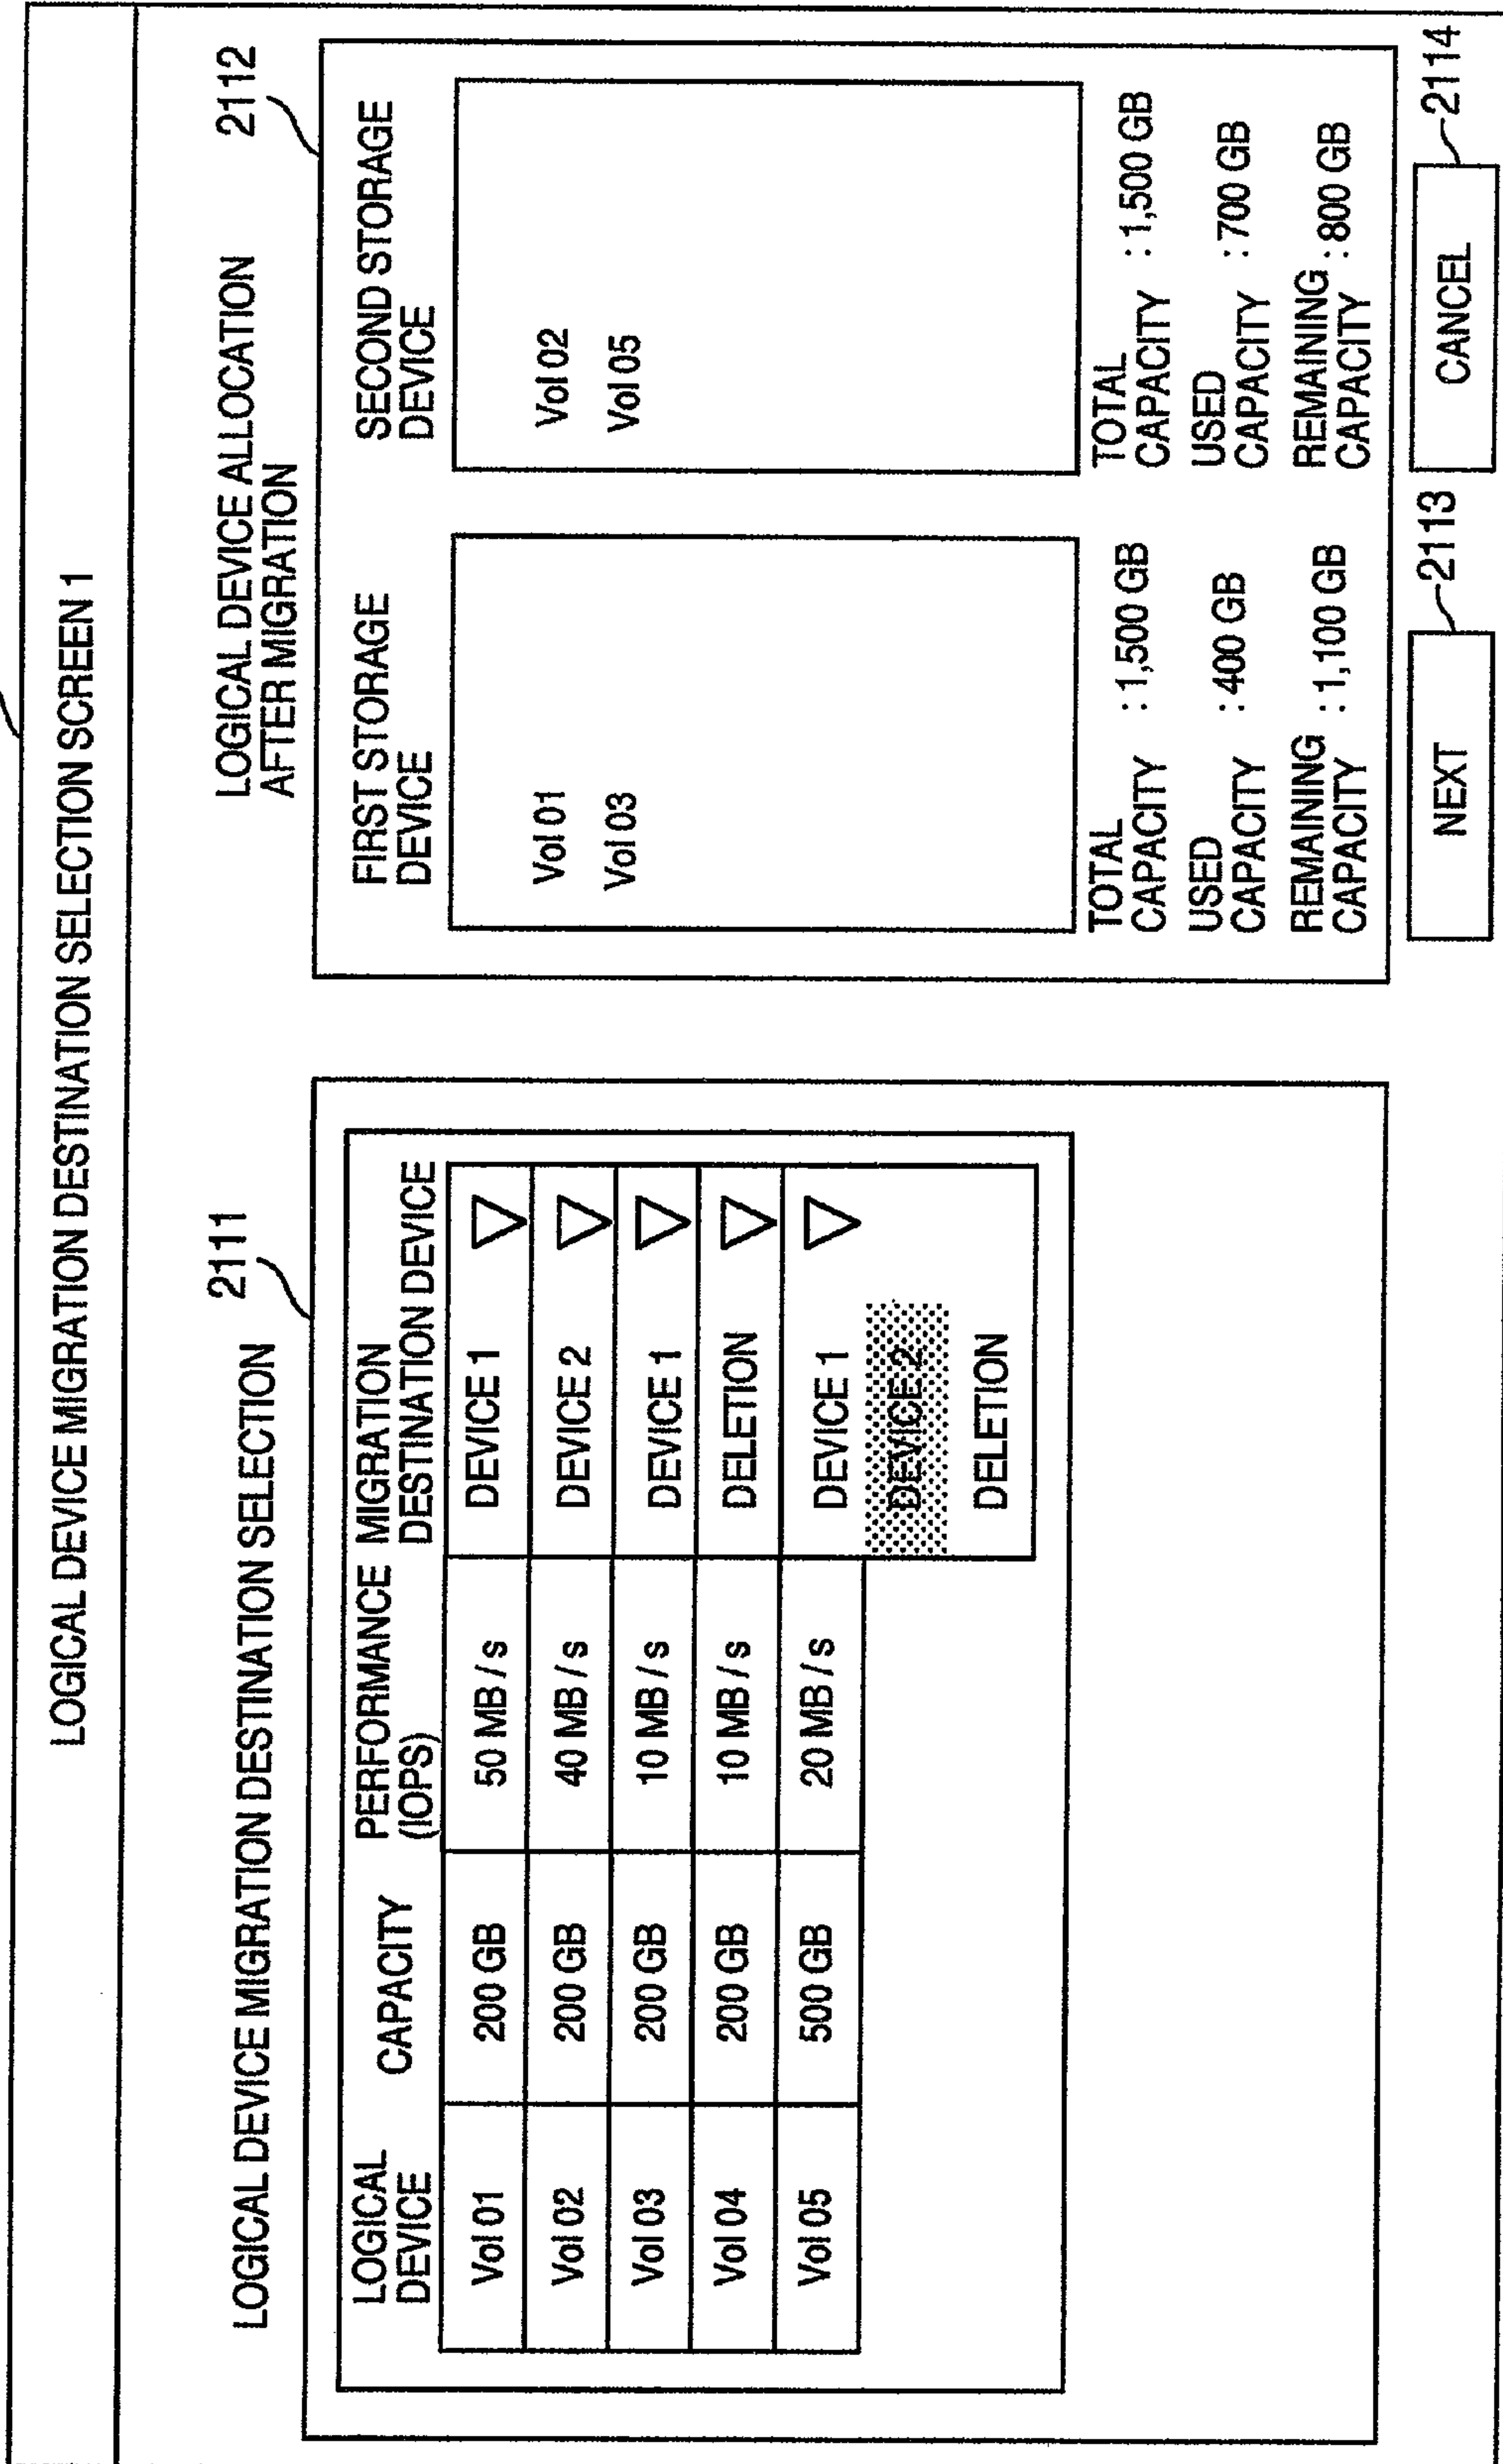 LOGICAL DEVICE MIGRATION DESTINATION SELECTION SCREEN 1
LOGICAL DEVICE MIGRATION DESTINATION SELECTION
2111
LOGICAL DEVICE
CAPACITY
PERFORMANCE (IOPS)
MIGRATION DESTINATION DEVICE
Vol 01 200 GB 50 MB / s DEVICE 1
Vol 02 200 GB 40 MB / s DEVICE 2
Vol 03 200 GB 10 MB / s DEVICE 1
Vol 04 200 GB 10 MB / s DELETION
Vol 05 500 GB 20 MB / s DEVICE 1
DEVICE 2
DELETION
LOGICAL DEVICE ALLOCATION
AFTER MIGRATION
2112
FIRST STORAGE
DEVICE
Vol 01
Vol 03
TOTAL
CAPACITY : 1,500 GB
USED
CAPACITY : 400 GB
REMAINING
CAPACITY : 1,100 GB
SECOND STORAGE
DEVICE
Vol 02
Vol 05
TOTAL
CAPACITY : 1,500 GB
USED
CAPACITY : 700 GB
REMAINING
CAPACITY : 800 GB
NEXT
2113
CANCEL
2114